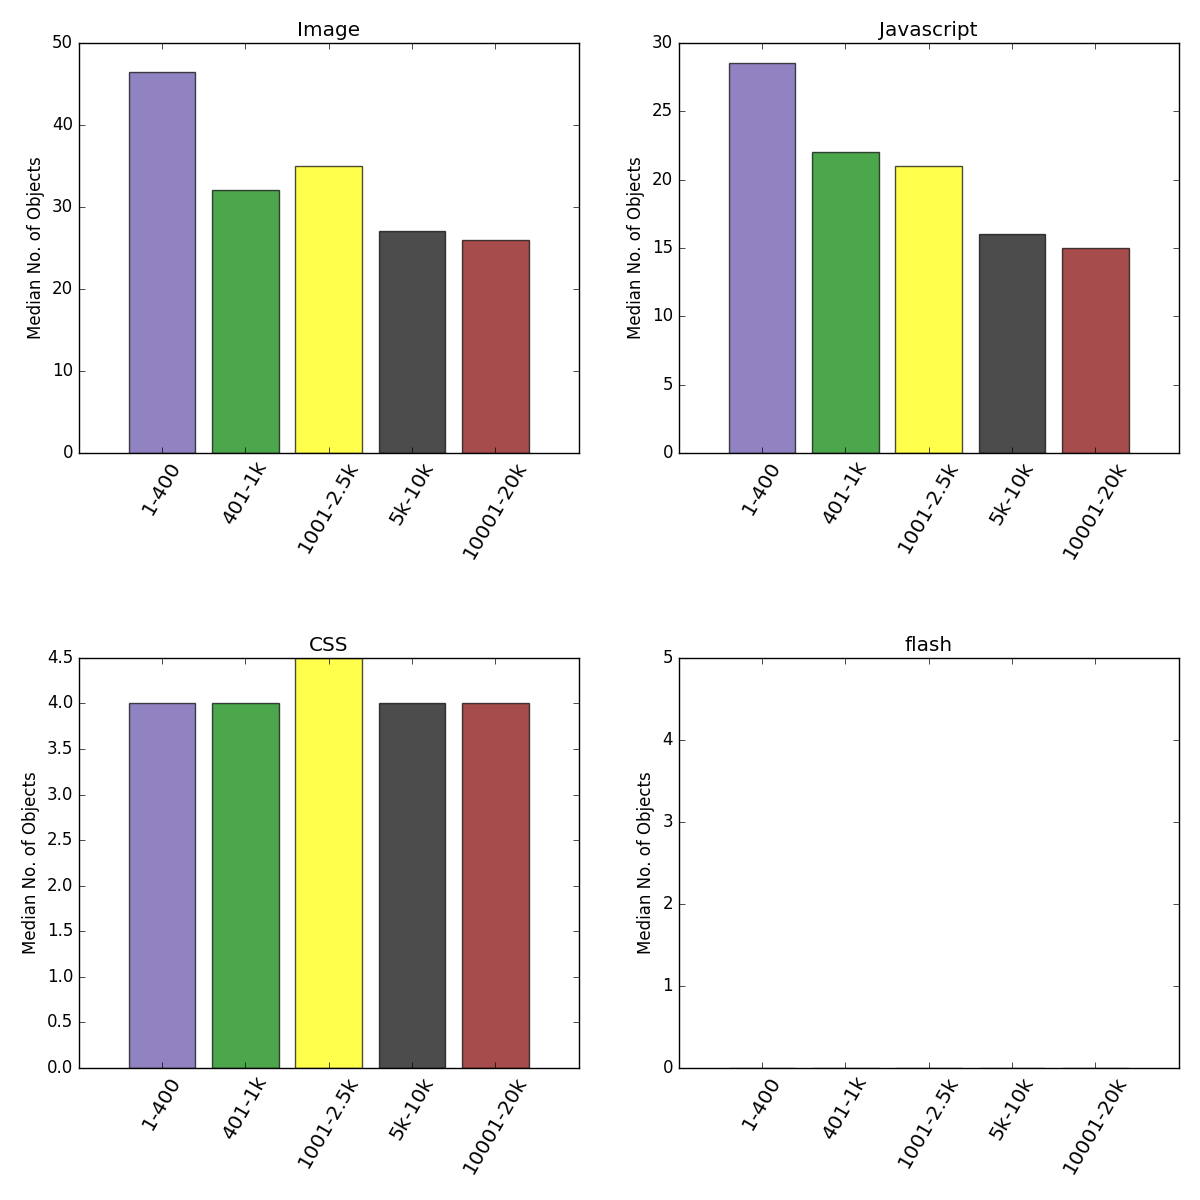 Image
50
40
30
20
10
0
Median No. of Objects
1-400
401-1k
1001-2.5k
5k-10k
10001-20k
Javascript
30
25
20
15
10
5
0
Median No. of Objects
1-400
401-1k
1001-2.5k
5k-10k
10001-20k
CSS
4.5
4.0
3.5
3.0
2.5
2.0
1.5
1.0
0.5
0.0
Median No. of Objects
1-400
401-1k
1001-2.5k
5k-10k
10001-20k
flash
5
4
3
2
1
0
Median No. of Objects
1-400
401-1k
1001-2.5k
5k-10k
10001-20k